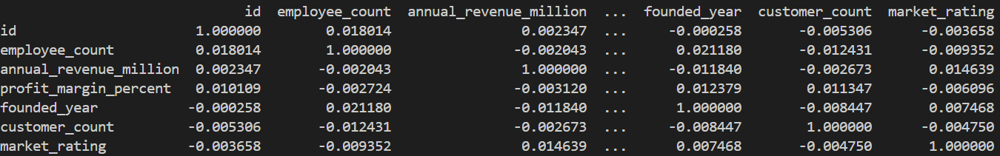 id employee_count annual_revenue_million ... founded_year customer_count market_rating
id 1.000000 0.018014 0.002347 ... -0.000258 -0.005306 -0.003658
employee_count 0.018014 1.000000 -0.002043 ... 0.021180 -0.012431 -0.009352
annual_revenue_million 0.002347 -0.002043 1.000000 ... -0.011840 -0.002673 0.014639
profit_margin_percent 0.010109 -0.002724 -0.003120 ... 0.012379 0.011347 -0.006096
founded_year -0.000258 0.021180 -0.011840 ... 1.000000 -0.008447 0.007468
customer_count -0.005306 -0.012431 -0.002673 ... -0.008447 1.000000 -0.004750
market_rating -0.003658 -0.009352 0.014639 ... 0.007468 -0.004750 1.000000